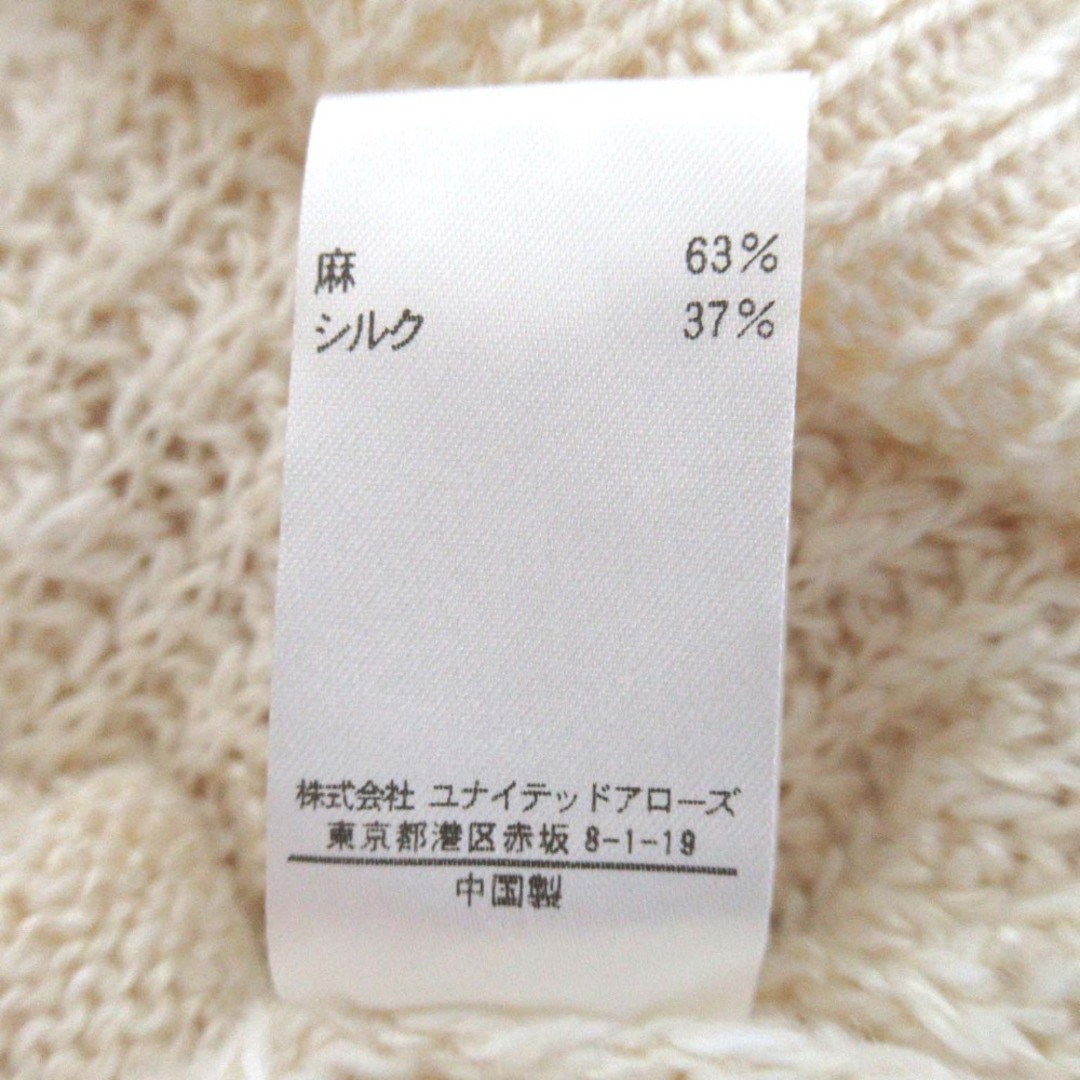 麻 63%
シルク 37%
株式会社 ユナイテッドアローズ
東京都港区赤坂 8-1-19
中国製